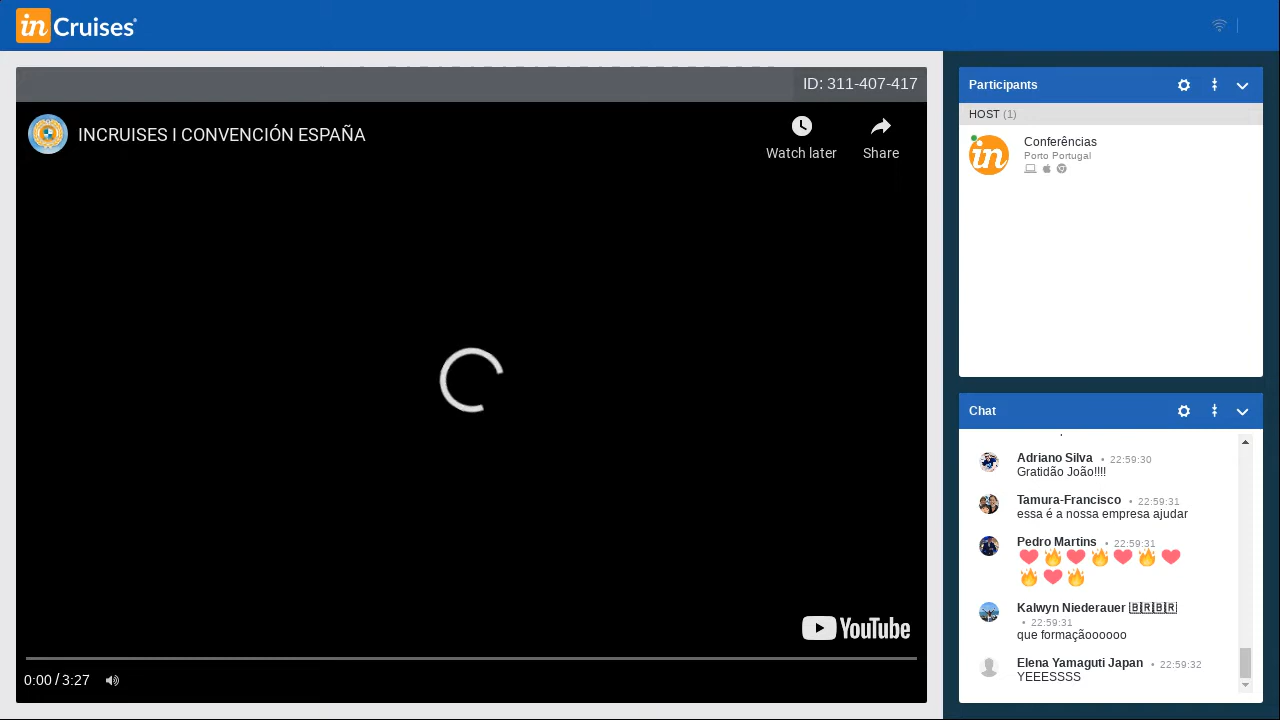 in Cruises®
ID: 311-407-417
INCRUISES I CONVENCIÓN ESPAÑA
Watch later
Share
YouTube
0:00 / 3:27
Participants
HOST (1)
in
Conferências
Porto Portugal
Chat
Adriano Silva • 22:59:30
Gratidão João!!!!
Tamura-Francisco • 22:59:31
essa é a nossa empresa ajudar
Pedro Martins • 22:59:31
❤️🔥❤️🔥❤️🔥❤️
🔥❤️🔥
Kalwyn Niederauer 🇧🇷🇧🇷
• 22:59:31
que formaçãoooooo
Elena Yamaguti Japan • 22:59:32
YEEESSSS